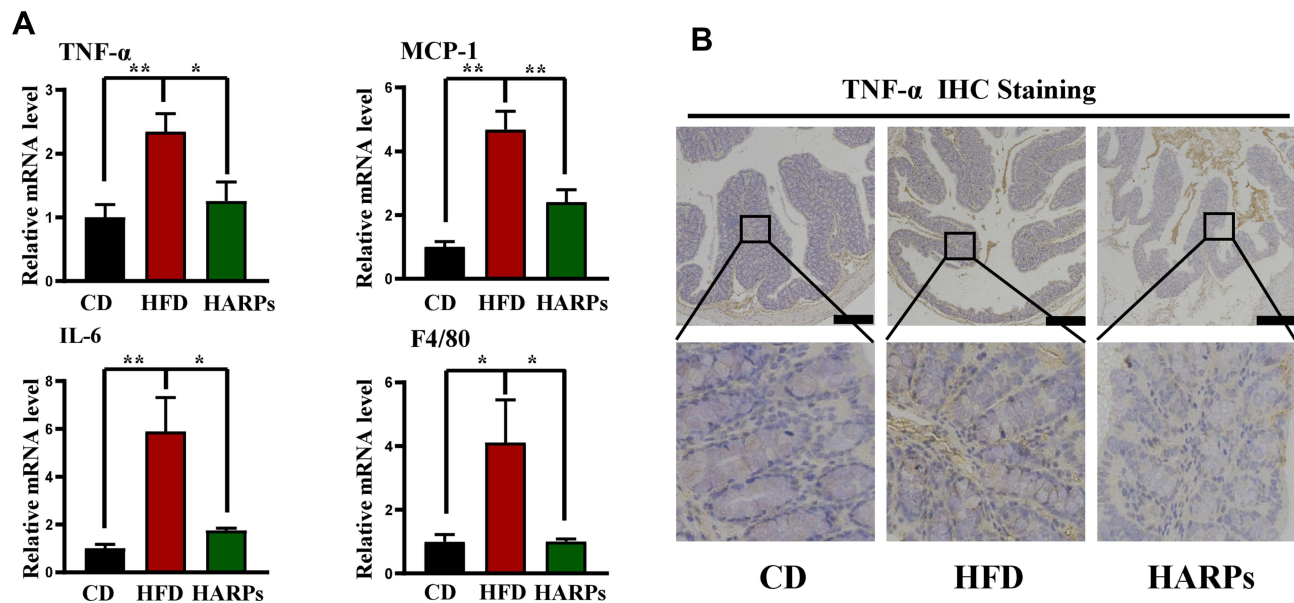 A
TNF-α
** *
Relative mRNA level
3
2
1
0
CD HFD HARPs
MCP-1
** **
Relative mRNA level
6
4
2
0
CD HFD HARPs
IL-6
** *
Relative mRNA level
8
6
4
2
0
CD HFD HARPs
F4/80
* *
Relative mRNA level
6
4
2
0
CD HFD HARPs
B
TNF-α IHC Staining
CD HFD HARPs